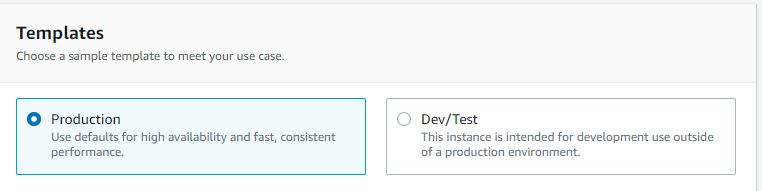 Templates
Choose a sample template to meet your use case.
Production
Use defaults for high availability and fast, consistent
performance.
Dev/Test
This instance is intended for development use outside
of a production environment.